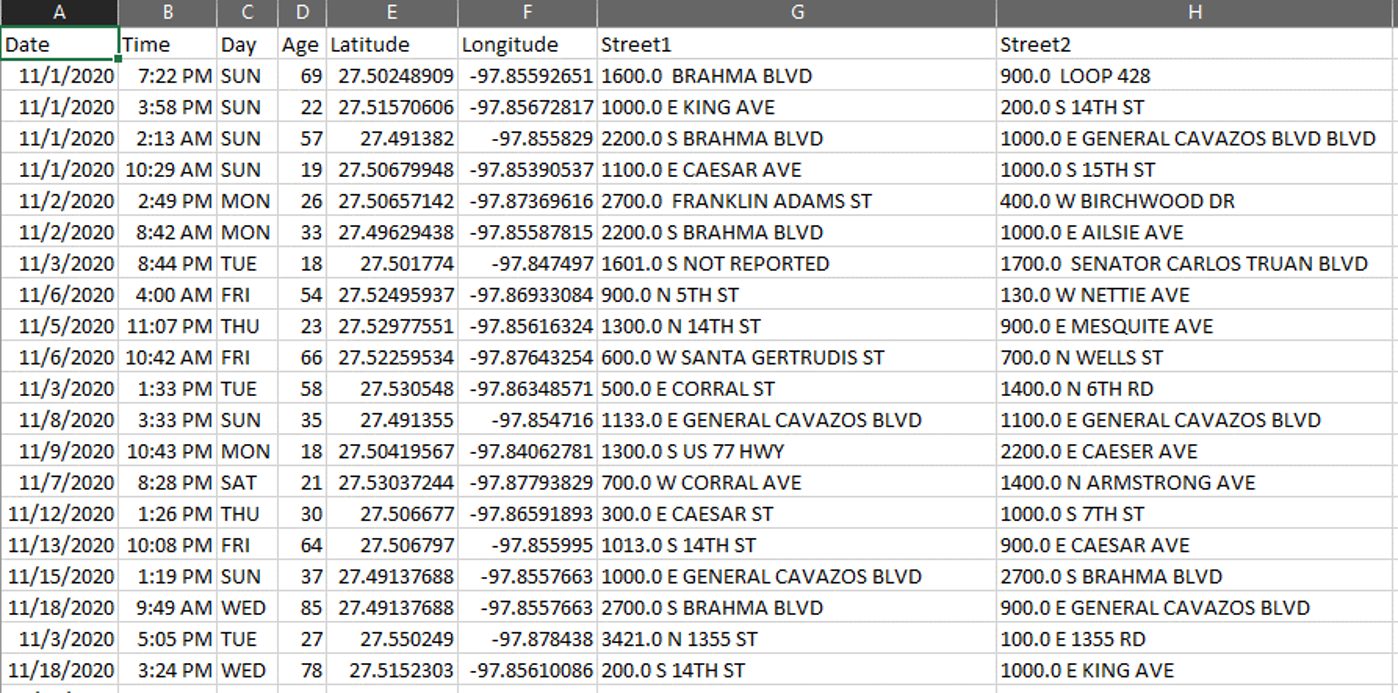 A B C D E F G H
Date Time Day Age Latitude Longitude Street1 Street2
11/1/2020 7:22 PM SUN 69 27.50248909 -97.85592651 1600.0  BRAHMA BLVD 900.0  LOOP 428
11/1/2020 3:58 PM SUN 22 27.51570606 -97.85672817 1000.0 E KING AVE 200.0 S 14TH ST
11/1/2020 2:13 AM SUN 57 27.491382 -97.855829 2200.0 S BRAHMA BLVD 1000.0 E GENERAL CAVAZOS BLVD BLVD
11/1/2020 10:29 AM SUN 19 27.50679948 -97.85390537 1100.0 E CAESAR AVE 1000.0 S 15TH ST
11/2/2020 2:49 PM MON 26 27.50657142 -97.87369616 2700.0  FRANKLIN ADAMS ST 400.0 W BIRCHWOOD DR
11/2/2020 8:42 AM MON 33 27.49629438 -97.85587815 2200.0 S BRAHMA BLVD 1000.0 E AILSIE AVE
11/3/2020 8:44 PM TUE 18 27.501774 -97.847497 1601.0 S NOT REPORTED 1700.0  SENATOR CARLOS TRUAN BLVD
11/6/2020 4:00 AM FRI 54 27.52495937 -97.86933084 900.0 N 5TH ST 130.0 W NETTIE AVE
11/5/2020 11:07 PM THU 23 27.52977551 -97.85616324 1300.0 N 14TH ST 900.0 E MESQUITE AVE
11/6/2020 10:42 AM FRI 66 27.52259534 -97.87643254 600.0 W SANTA GERTRUDIS ST 700.0 N WELLS ST
11/3/2020 1:33 PM TUE 58 27.530548 -97.86348571 500.0 E CORRAL ST 1400.0 N 6TH RD
11/8/2020 3:33 PM SUN 35 27.491355 -97.854716 1133.0 E GENERAL CAVAZOS BLVD 1100.0 E GENERAL CAVAZOS BLVD
11/9/2020 10:43 PM MON 18 27.50419567 -97.84062781 1300.0 S US 77 HWY 2200.0 E CAESER AVE
11/7/2020 8:28 PM SAT 21 27.53037244 -97.87793829 700.0 W CORRAL AVE 1400.0 N ARMSTRONG AVE
11/12/2020 1:26 PM THU 30 27.506677 -97.86591893 300.0 E CAESAR ST 1000.0 S 7TH ST
11/13/2020 10:08 PM FRI 64 27.506797 -97.855995 1013.0 S 14TH ST 900.0 E CAESAR AVE
11/15/2020 1:19 PM SUN 37 27.49137688 -97.8557663 1000.0 E GENERAL CAVAZOS BLVD 2700.0 S BRAHMA BLVD
11/18/2020 9:49 AM WED 85 27.49137688 -97.8557663 2700.0 S BRAHMA BLVD 900.0 E GENERAL CAVAZOS BLVD
11/3/2020 5:05 PM TUE 27 27.550249 -97.878438 3421.0 N 1355 ST 100.0 E 1355 RD
11/18/2020 3:24 PM WED 78 27.5152303 -97.85610086 200.0 S 14TH ST 1000.0 E KING AVE